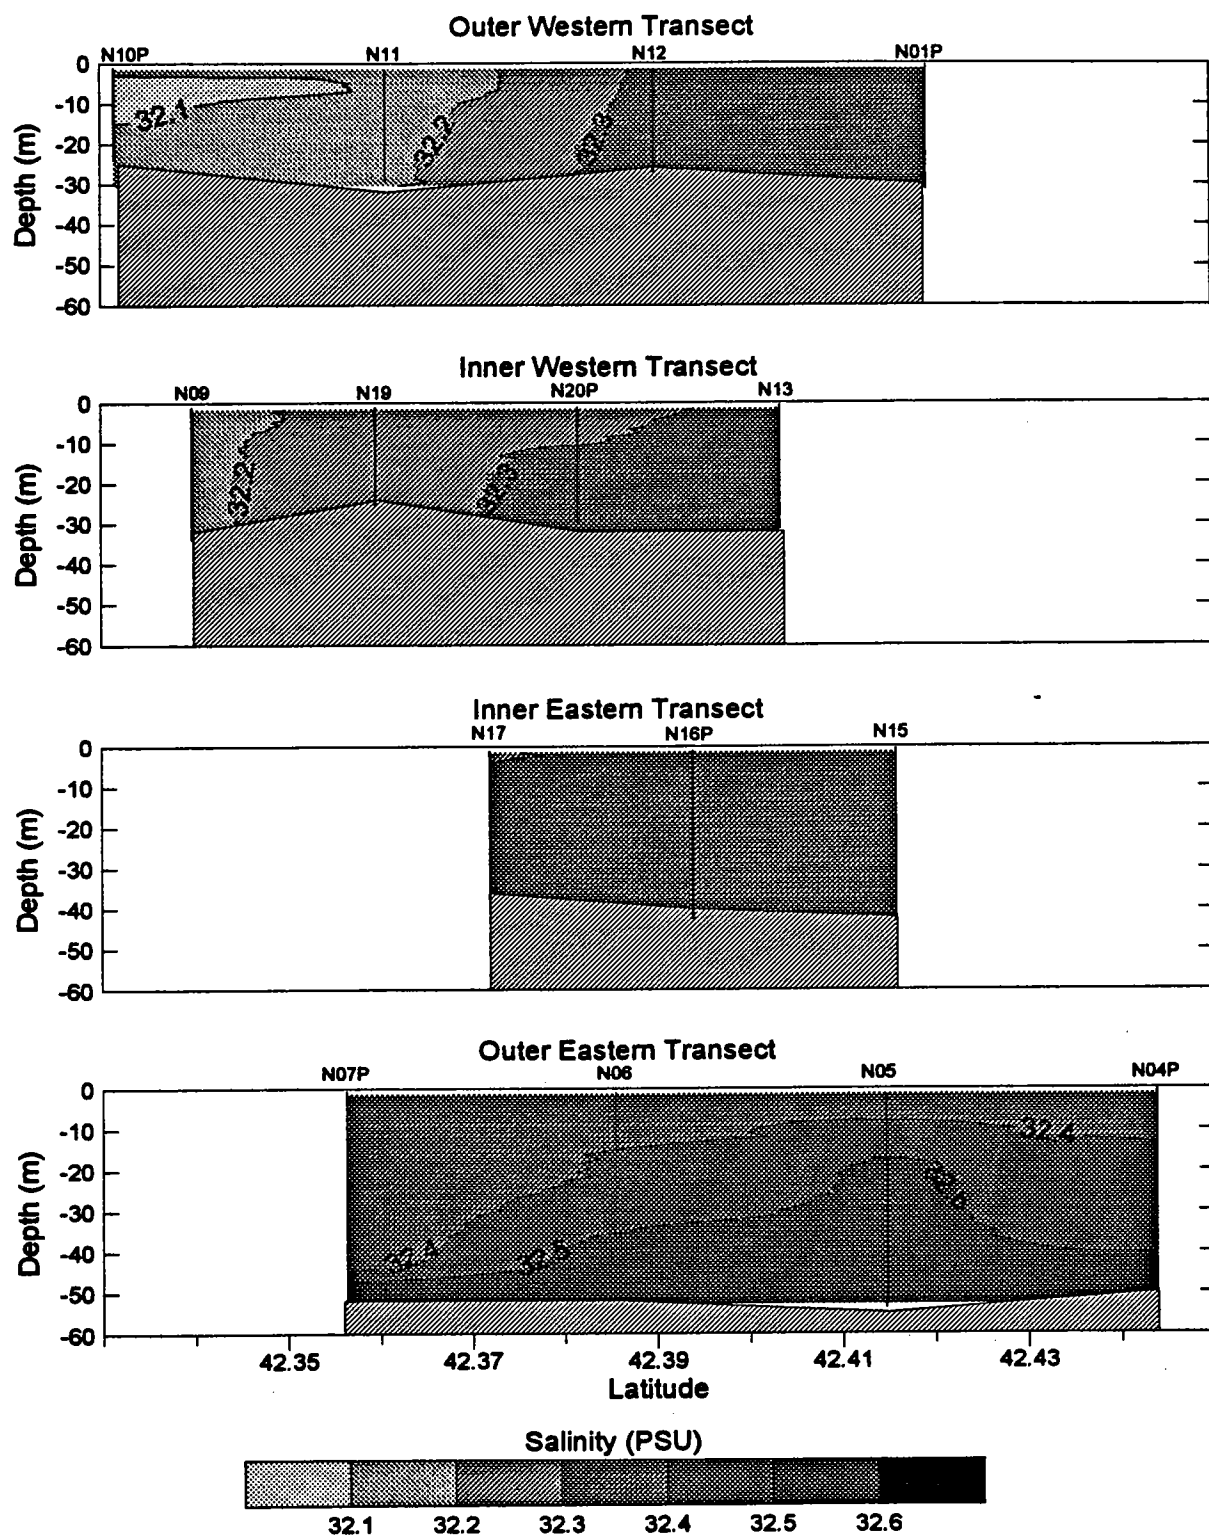 Outer Western Transect
N10P N11 N12 N01P
0
-10
-20
-30
-40
-50
-60
Depth (m)
32.1
32.2
32.3
Inner Western Transect
N09 N19 N20P N13
0
-10
-20
-30
-40
-50
-60
Depth (m)
32.2
32.3
Inner Eastern Transect
N17 N16P N15
0
-10
-20
-30
-40
-50
-60
Depth (m)
Outer Eastern Transect
N07P N06 N05 N04P
0
-10
-20
-30
-40
-50
-60
Depth (m)
32.4
32.5
32.4
32.5
42.35 42.37 42.39 42.41 42.43
Latitude
Salinity (PSU)
32.1 32.2 32.3 32.4 32.5 32.6